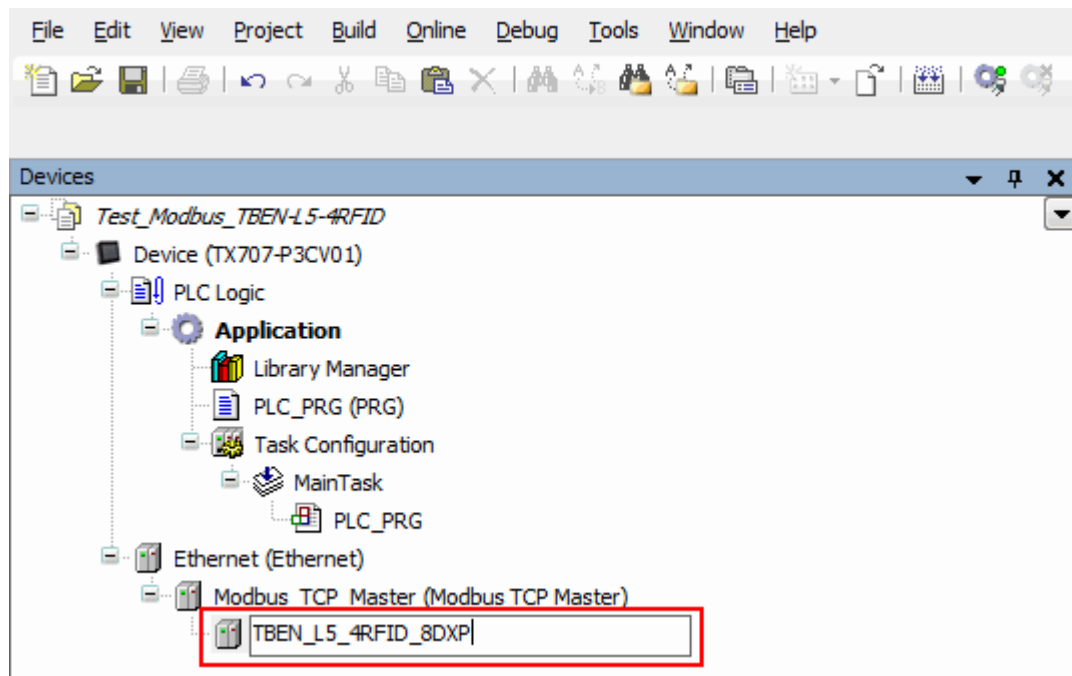 File Edit View Project Build Online Debug Tools Window Help
Devices
Test_Modbus_TBEN-L5-4RFID
Device (TX707-P3CV01)
PLC Logic
Application
Library Manager
PLC_PRG (PRG)
Task Configuration
MainTask
PLC_PRG
Ethernet (Ethernet)
Modbus_TCP_Master (Modbus TCP Master)
TBEN_L5_4RFID_8DXP